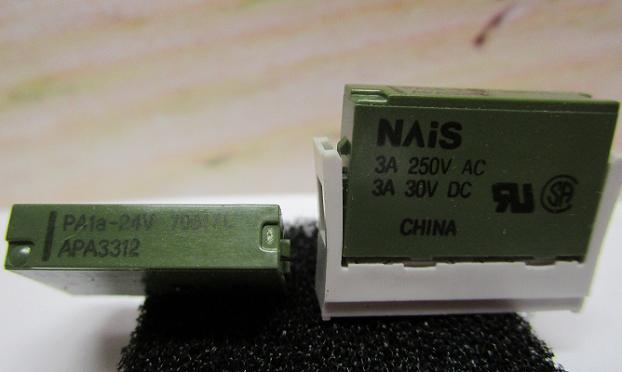 PA1a-24V
APA3312
NAiS
3A 250V AC
3A 30V DC
CHINA